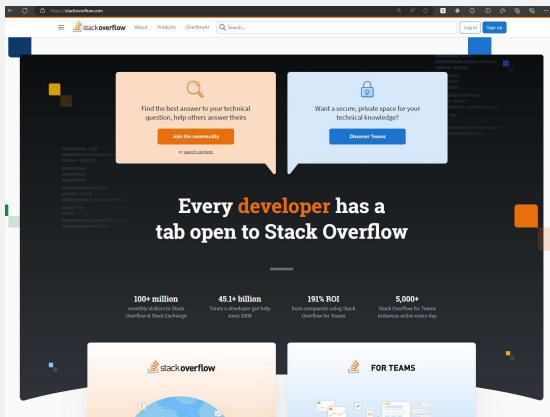 https://stackoverflow.com
stack overflow
About
Products
OverflowAI
Search...
Log in
Sign up
Find the best answer to your technical
question, help others answer theirs
Join the community
or search content
Want a secure, private space for your
technical knowledge?
Discover Teams
Every developer has a
tab open to Stack Overflow
100+ million
monthly visitors to Stack
Overflow & Stack Exchange
45.1+ billion
Times a developer got help
since 2008
191% ROI
from companies using Stack
Overflow for Teams
5,000+
Stack Overflow for Teams
instances active every day
stack overflow
FOR TEAMS